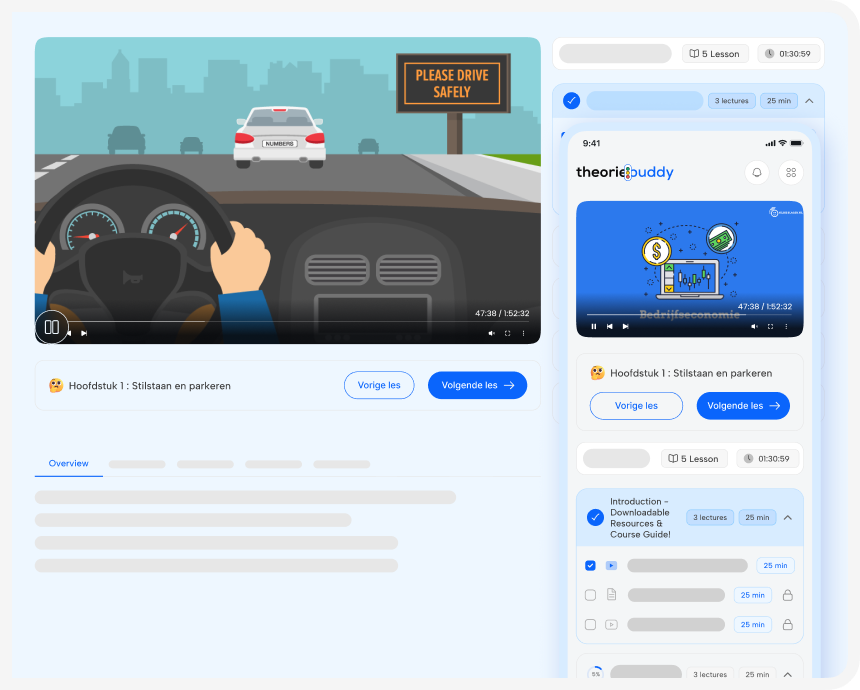 PLEASE DRIVE
SAFELY
NUMBERS
47:38 / 1:52:32
Hoofdstuk 1 : Stilstaan en parkeren
Vorige les
Volgende les
Overview
5 Lesson
01:30:59
3 lectures
25 min
9:41
theoriebuddy
47:38 / 1:52:32
Bedrijfseconomie
Hoofdstuk 1 : Stilstaan en parkeren
Vorige les
Volgende les
5 Lesson
01:30:59
Introduction -
Downloadable
Resources &
Course Guide!
3 lectures
25 min
25 min
25 min
25 min
5%
3 lectures
25 min